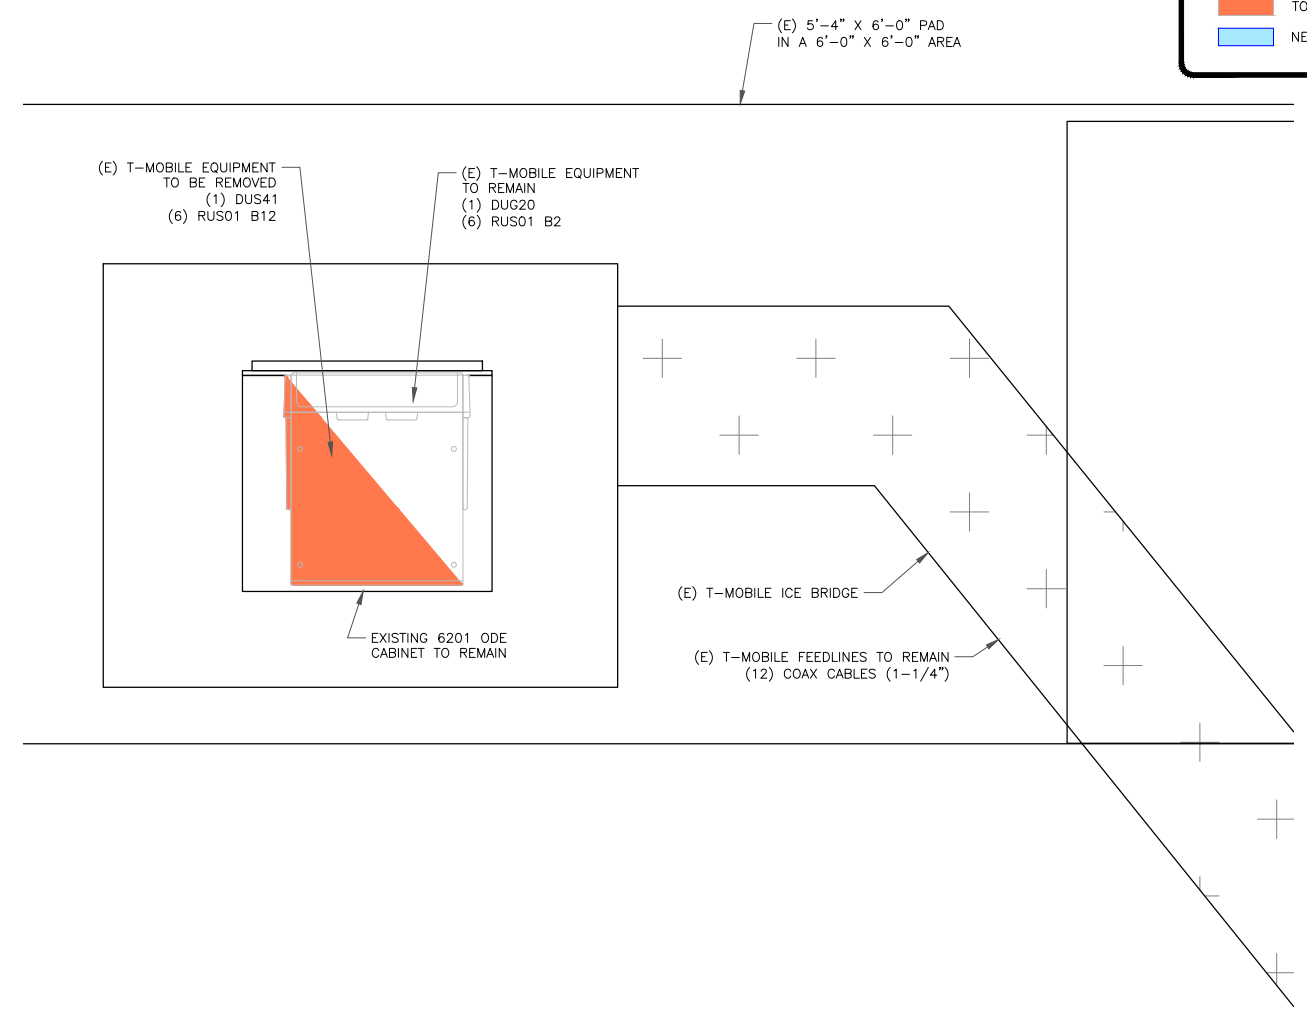 (E) 5'-4" X 6'-0" PAD
IN A 6'-0" X 6'-0" AREA
TO
NE
(E) T-MOBILE EQUIPMENT
TO BE REMOVED
(1) DUS41
(6) RUS01 B12
(E) T-MOBILE EQUIPMENT
TO REMAIN
(1) DUG20
(6) RUS01 B2
(E) T-MOBILE ICE BRIDGE
EXISTING 6201 ODE
CABINET TO REMAIN
(E) T-MOBILE FEEDLINES TO REMAIN
(12) COAX CABLES (1-1/4")